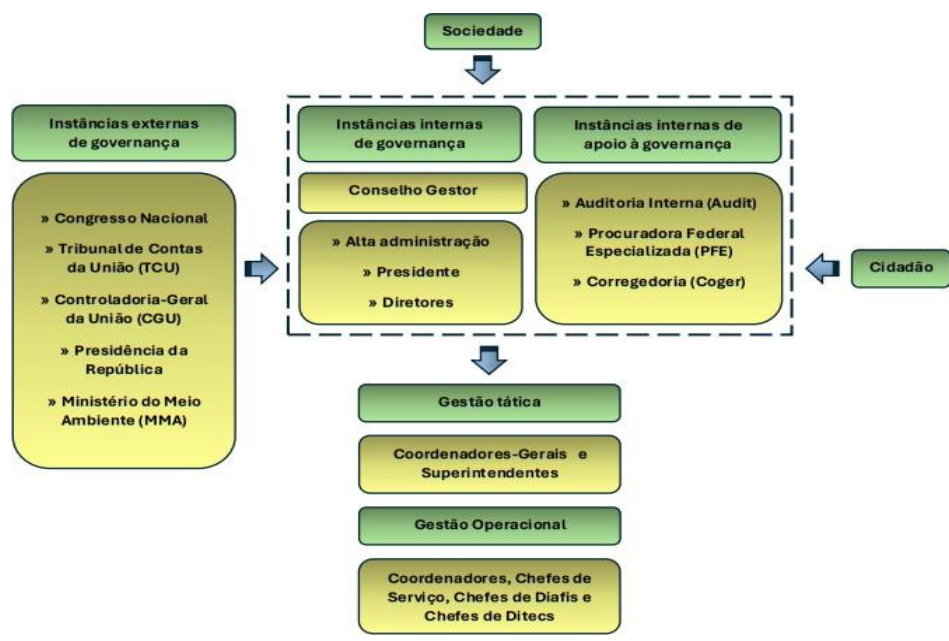 Sociedade
Instâncias externas
de governança
» Congresso Nacional
» Tribunal de Contas
da União (TCU)
» Controladoria-Geral
da União (CGU)
» Presidência da
República
» Ministério do Meio
Ambiente (MMA)
Instâncias internas
de governança
Conselho Gestor
» Alta administração
» Presidente
» Diretores
Instâncias internas de
apoio à governança
» Auditoria Interna (Audit)
» Procuradora Federal
Especializada (PFE)
» Corregedoria (Coger)
Cidadão
Gestão tática
Coordenadores-Gerais e
Superintendentes
Gestão Operacional
Coordenadores, Chefes de
Serviço, Chefes de Diafis e
Chefes de Ditecs